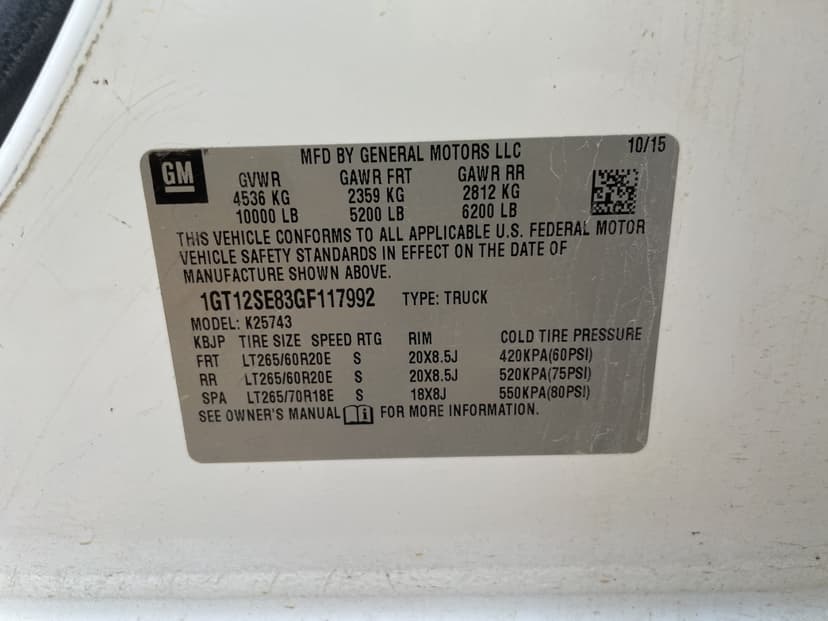 GM
MFD BY GENERAL MOTORS LLC 10/15
GVWR GAWR FRT GAWR RR
4536 KG 2359 KG 2812 KG
10000 LB 5200 LB 6200 LB
THIS VEHICLE CONFORMS TO ALL APPLICABLE U.S. FEDERAL MOTOR
VEHICLE SAFETY STANDARDS IN EFFECT ON THE DATE OF
MANUFACTURE SHOWN ABOVE.
1GT12SE83GF117992 TYPE: TRUCK
MODEL: K25743
KBJP TIRE SIZE SPEED RTG RIM COLD TIRE PRESSURE
FRT LT265/60R20E S 20X8.5J 420KPA(60PSI)
RR LT265/60R20E S 20X8.5J 520KPA(75PSI)
SPA LT265/70R18E S 18X8J 550KPA(80PSI)
SEE OWNER'S MANUAL FOR MORE INFORMATION.